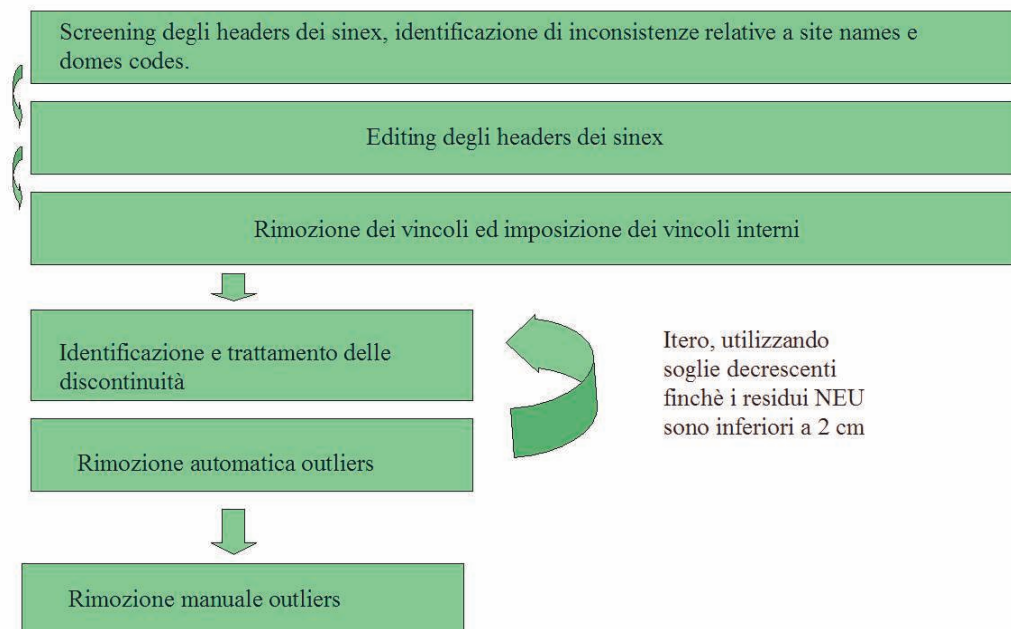 Screening degli headers dei sinex, identificazione di inconsistenze relative a site names e
domes codes.
Editing degli headers dei sinex
Rimozione dei vincoli ed imposizione dei vincoli interni
Identificazione e trattamento delle
discontinuità
Rimozione automatica outliers
Itero, utilizzando
soglie decrescenti
finchè i residui NEU
sono inferiori a 2 cm
Rimozione manuale outliers